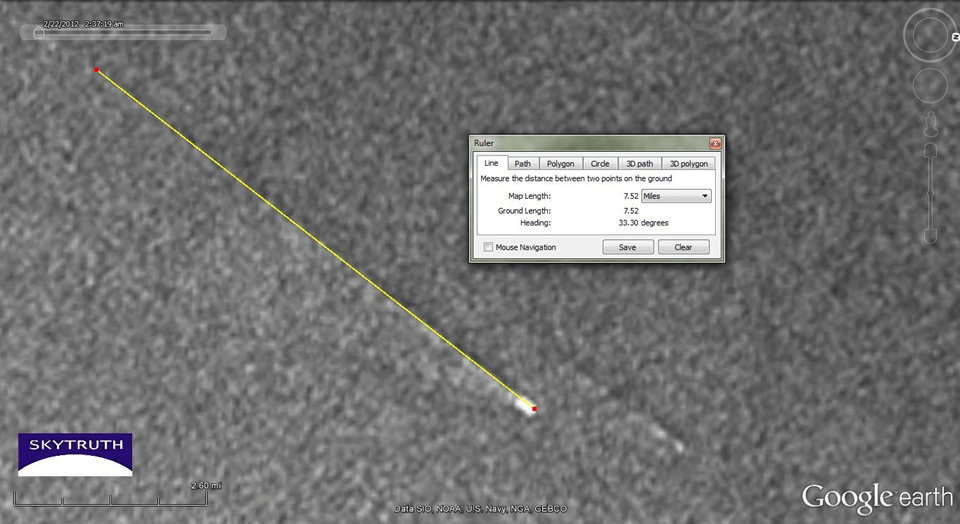 2/22/2012 - 2:37:19 am
N
Ruler
Line Path Polygon Circle 3D path 3D polygon
Measure the distance between two points on the ground
Map Length: 7.52 Miles
Ground Length: 7.52
Heading: 33.30 degrees
Mouse Navigation Save Clear
SKYTRUTH
2.60 mi
Data SIO, NOAA, U.S. Navy, NGA, GEBCO
Google earth